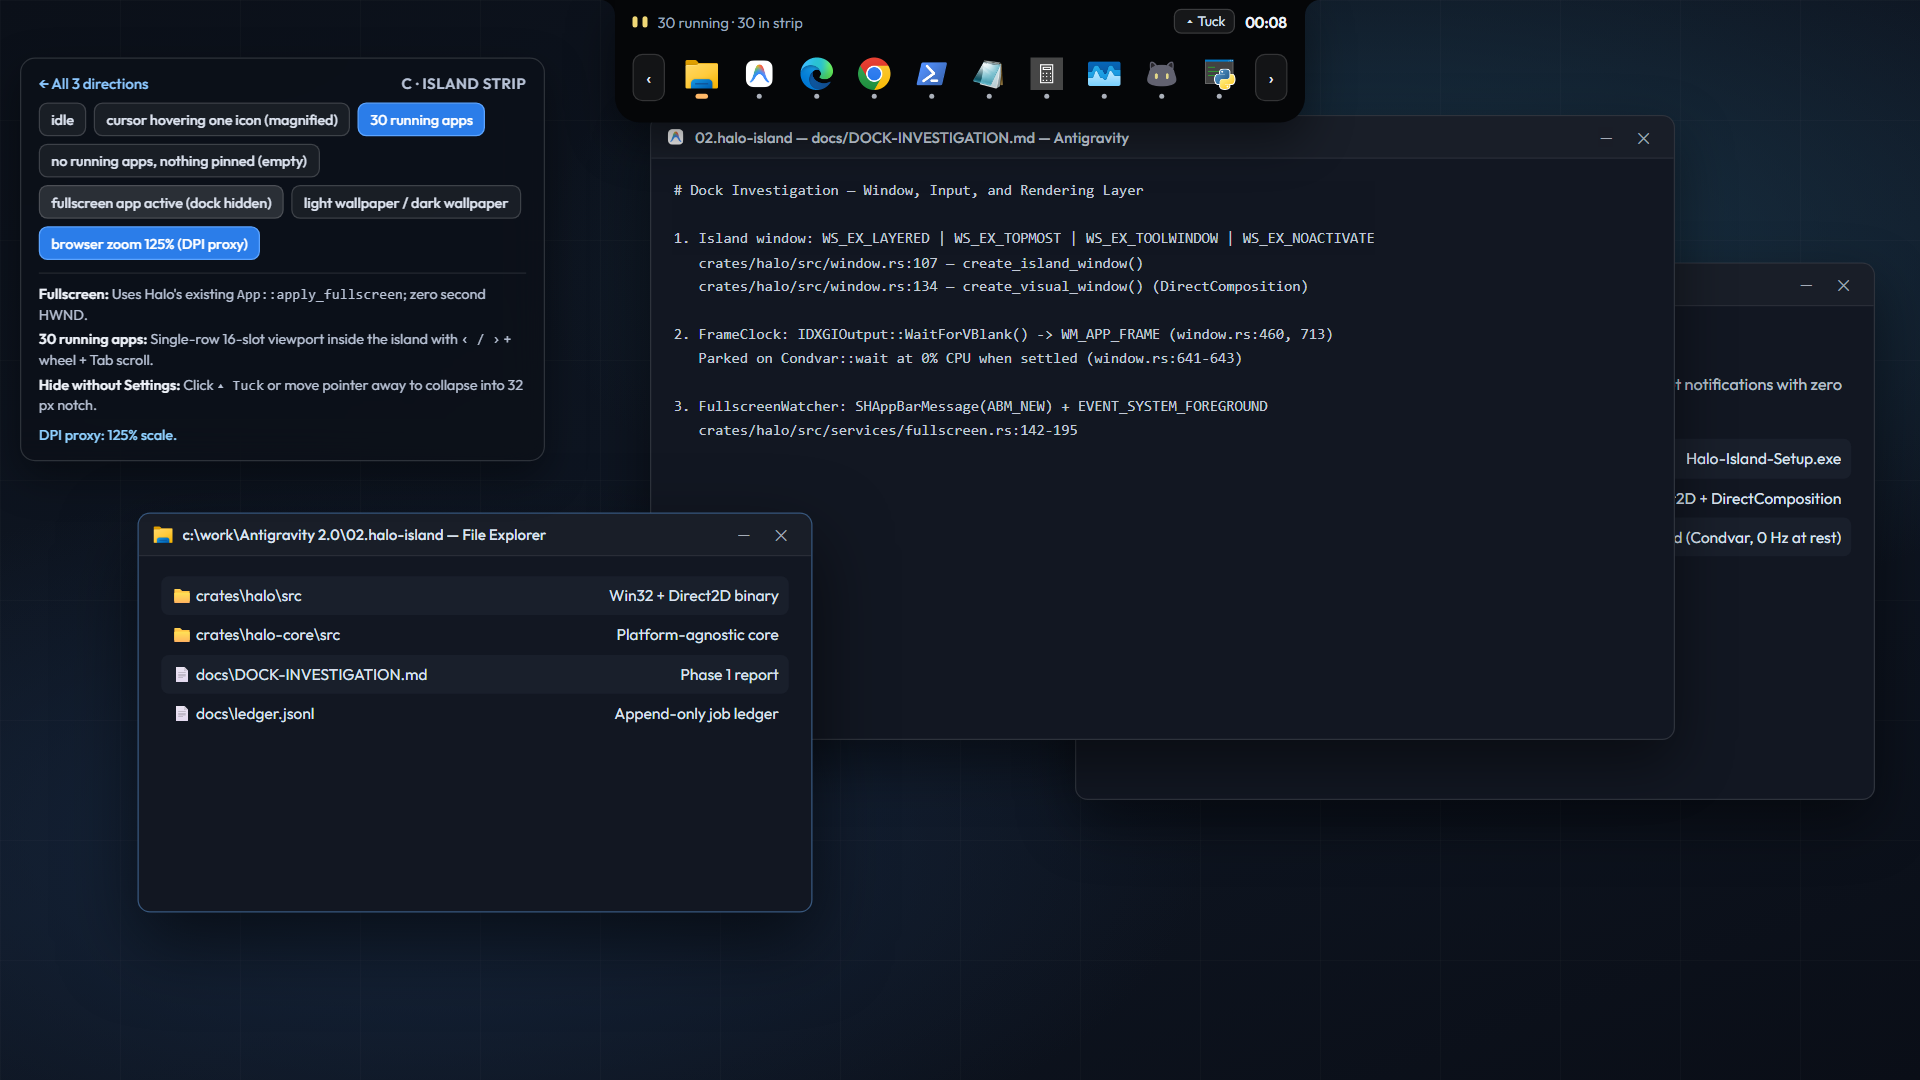 30 running · 30 in strip
Tuck
00:08
‹
›
← All 3 directions
C · ISLAND STRIP
idle
cursor hovering one icon (magnified)
30 running apps
no running apps, nothing pinned (empty)
fullscreen app active (dock hidden)
light wallpaper / dark wallpaper
browser zoom 125% (DPI proxy)
Fullscreen: Uses Halo's existing App::apply_fullscreen; zero second
HWND.
30 running apps: Single-row 16-slot viewport inside the island with ‹ / › +
wheel + Tab scroll.
Hide without Settings: Click ▴ Tuck or move pointer away to collapse into 32
px notch.
DPI proxy: 125% scale.
02.halo-island — docs/DOCK-INVESTIGATION.md — Antigravity
# Dock Investigation — Window, Input, and Rendering Layer
1. Island window: WS_EX_LAYERED | WS_EX_TOPMOST | WS_EX_TOOLWINDOW | WS_EX_NOACTIVATE
crates/halo/src/window.rs:107 — create_island_window()
crates/halo/src/window.rs:134 — create_visual_window() (DirectComposition)
2. FrameClock: IDXGIOutput::WaitForVBlank() -> WM_APP_FRAME (window.rs:460, 713)
Parked on Condvar::wait at 0% CPU when settled (window.rs:641-643)
3. FullscreenWatcher: SHAppBarMessage(ABM_NEW) + EVENT_SYSTEM_FOREGROUND
crates/halo/src/services/fullscreen.rs:142-195
t notifications with zero
Halo-Island-Setup.exe
2D + DirectComposition
d (Condvar, 0 Hz at rest)
c:\work\Antigravity 2.0\02.halo-island — File Explorer
crates\halo\src
Win32 + Direct2D binary
crates\halo-core\src
Platform-agnostic core
docs\DOCK-INVESTIGATION.md
Phase 1 report
docs\ledger.jsonl
Append-only job ledger